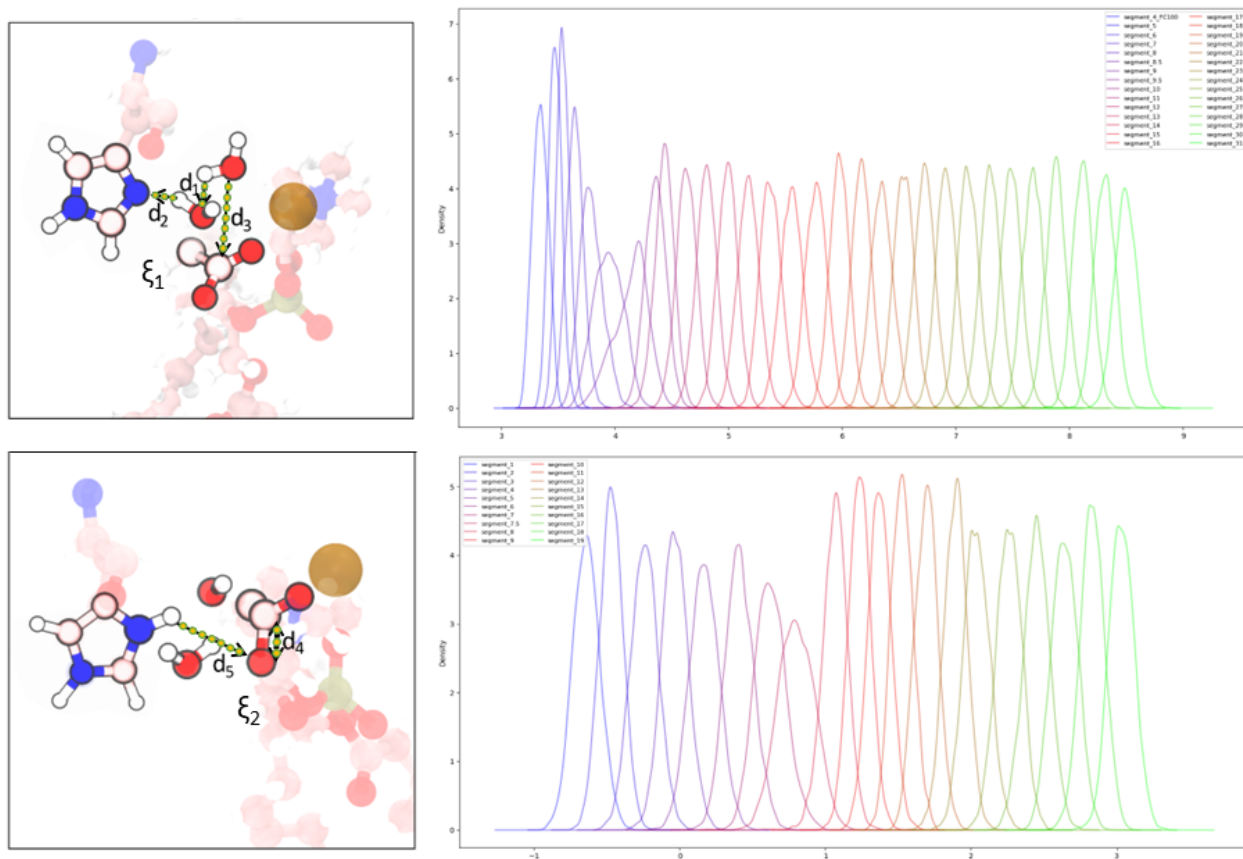 d1
d2
d3
ξ1
Density
7
6
5
4
3
2
1
0
3 4 5 6 7 8 9
segment_4_FC100 segment_17
segment_5 segment_18
segment_6 segment_19
segment_7 segment_20
segment_8 segment_21
segment_8.5 segment_22
segment_9 segment_23
segment_9.5 segment_24
segment_10 segment_25
segment_11 segment_26
segment_12 segment_27
segment_13 segment_28
segment_14 segment_29
segment_15 segment_30
segment_16 segment_31
d4
d5
ξ2
Density
5
4
3
2
1
0
−1 0 1 2 3
segment_1 segment_10
segment_2 segment_11
segment_3 segment_12
segment_4 segment_13
segment_5 segment_14
segment_6 segment_15
segment_7 segment_16
segment_7.5 segment_17
segment_8 segment_18
segment_9 segment_19